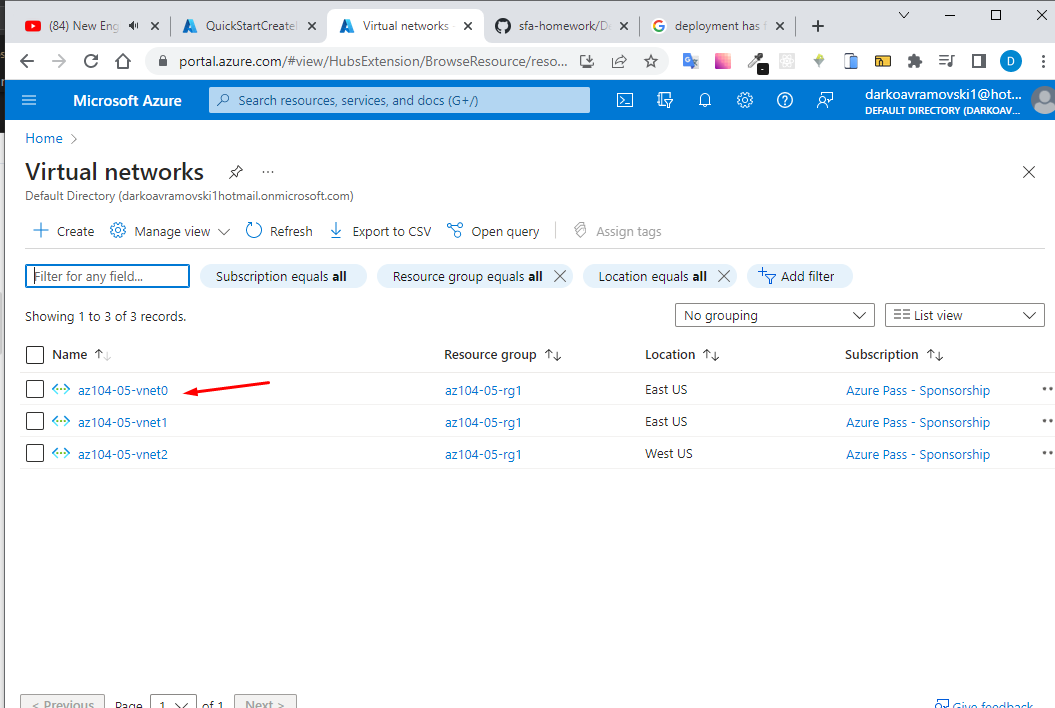 (84) New Eng
QuickStartCreate
Virtual networks -
sfa-homework/De
deployment has f
portal.azure.com/#view/HubsExtension/BrowseResource/reso...
D
Microsoft Azure
Search resources, services, and docs (G+/)
darkoavramovski1@hot...
DEFAULT DIRECTORY (DARKOAV...
Home
Virtual networks
...
Default Directory (darkoavramovski1hotmail.onmicrosoft.com)
Create Manage view Refresh Export to CSV Open query Assign tags
Filter for any field... Subscription equals all Resource group equals all Location equals all Add filter
Showing 1 to 3 of 3 records.
No grouping List view
Name Resource group Location Subscription
az104-05-vnet0 az104-05-rg1 East US Azure Pass - Sponsorship
az104-05-vnet1 az104-05-rg1 East US Azure Pass - Sponsorship
az104-05-vnet2 az104-05-rg1 West US Azure Pass - Sponsorship
< Previous Page 1 of 1 Next > Give feedback